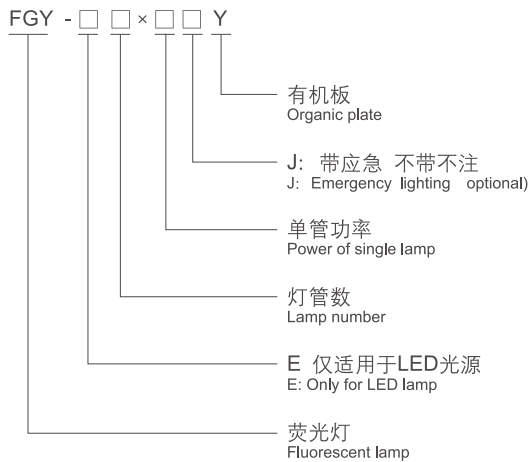 FGY-□ □×□ □ Y
有机板
Organic plate
J: 带应急 不带不注
J: Emergency lighting optional)
单管功率
Power of single lamp
灯管数
Lamp number
E 仅适用于LED光源
E: Only for LED lamp
荧光灯
Fluorescent lamp